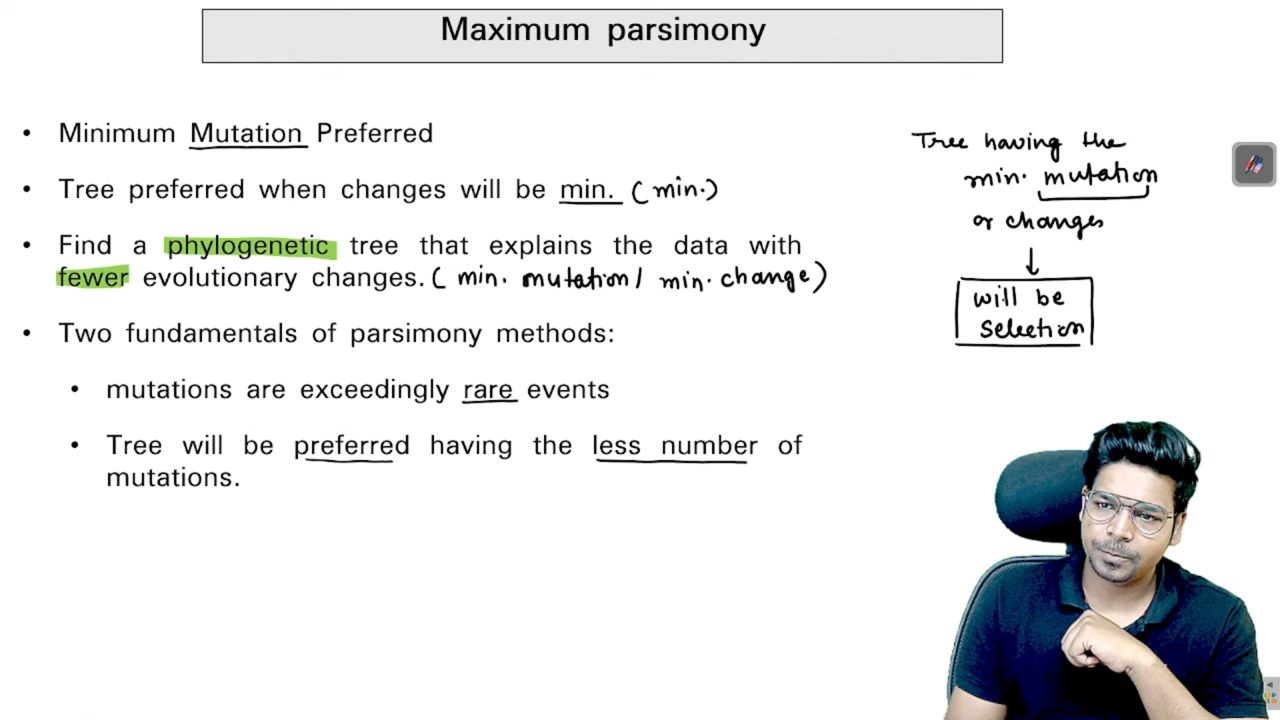 Maximum parsimony
• Minimum Mutation Preferred
• Tree preferred when changes will be min. (min.)
• Find a phylogenetic tree that explains the data with
fewer evolutionary changes. (min. mutation/ min. change)
• Two fundamentals of parsimony methods:
• mutations are exceedingly rare events
• Tree will be preferred having the less number of
mutations.
Tree having the
min. mutation
or changes
↓
will be
selection